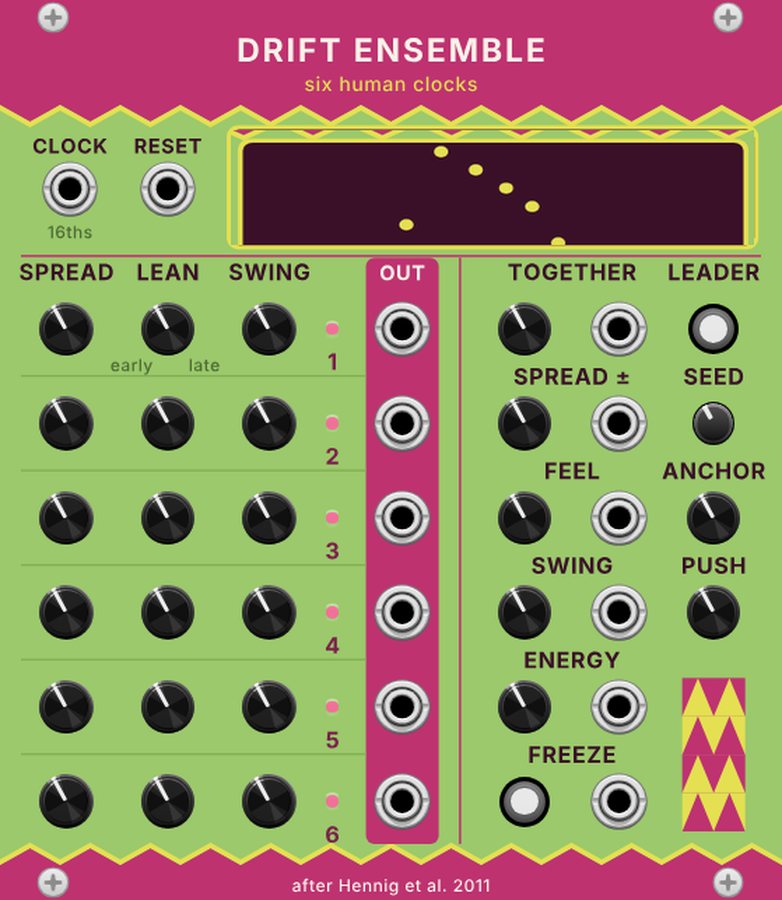 DRIFT ENSEMBLE
six human clocks
CLOCK RESET
16ths
SPREAD LEAN SWING OUT TOGETHER LEADER
early late 1
SPREAD ± SEED
2
FEEL ANCHOR
3
SWING PUSH
4
ENERGY
5
FREEZE
6
after Hennig et al. 2011